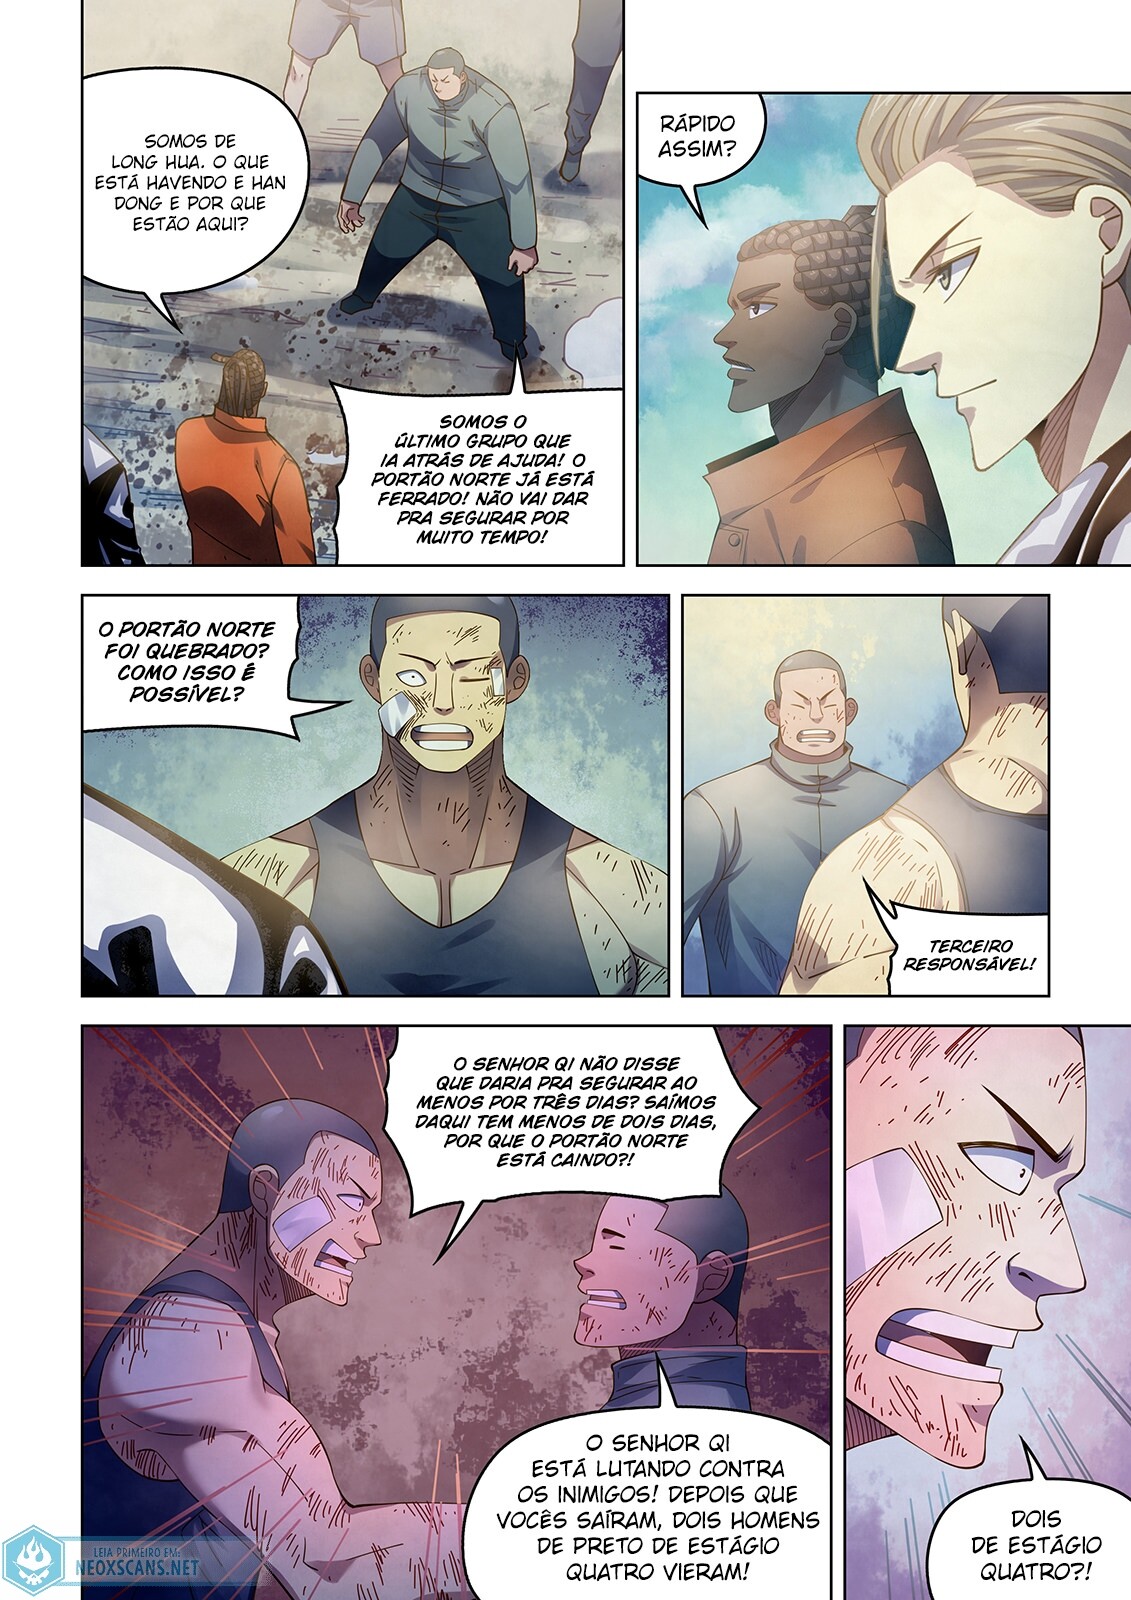 SOMOS DE
LONG HUA. O QUE
ESTÁ HAVENDO E HAN
DONG E POR QUE
ESTÃO AQUI?
SOMOS O
ÚLTIMO GRUPO QUE
IA ATRÁS DE AJUDA! O
PORTÃO NORTE JÁ ESTÁ
FERRADO! NÃO VAI DAR
PRA SEGURAR POR
MUITO TEMPO!
RÁPIDO
ASSIM?
O PORTÃO NORTE
FOI QUEBRADO?
COMO ISSO É
POSSÍVEL?
TERCEIRO
RESPONSÁVEL!
O SENHOR QI NÃO DISSE
QUE DARIA PRA SEGURAR AO
MENOS POR TRÊS DIAS? SAÍMOS
DAQUI TEM MENOS DE DOIS DIAS,
POR QUE O PORTÃO NORTE
ESTÁ CAINDO?!
O SENHOR QI
ESTÁ LUTANDO CONTRA
OS INIMIGOS! DEPOIS QUE
VOCÊS SAÍRAM, DOIS HOMENS
DE PRETO DE ESTÁGIO
QUATRO VIERAM!
DOIS
DE ESTÁGIO
QUATRO?!
LEIA PRIMEIRO EM:
NEOXSCANS.NET